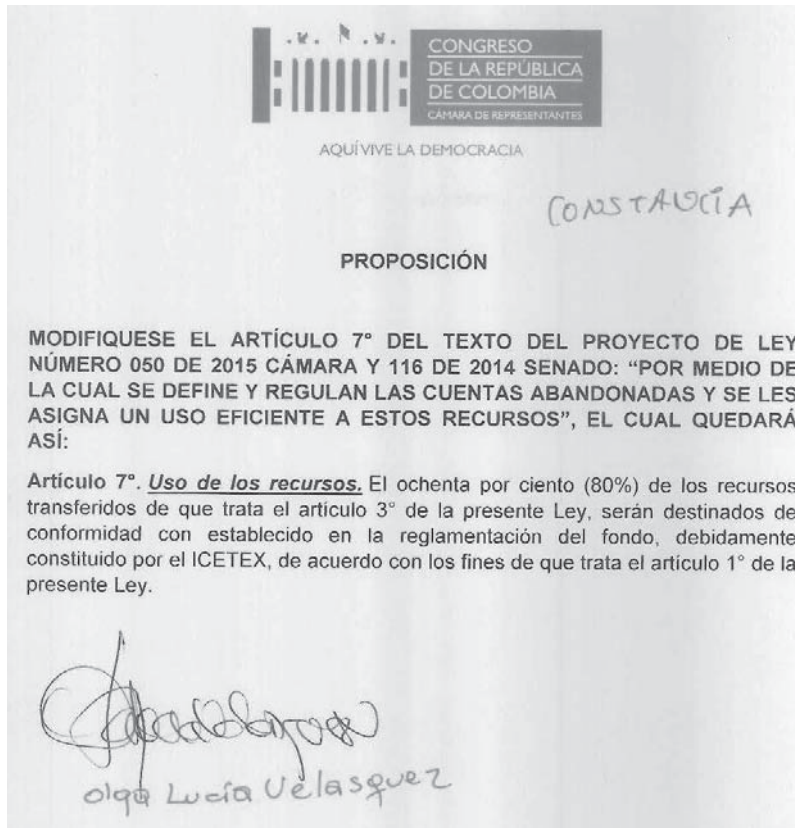 CONGRESO
DE LA REPÚBLICA
DE COLOMBIA
CÁMARA DE REPRESENTANTES
AQUÍ VIVE LA DEMOCRACIA
CONSTANCIA
PROPOSICIÓN
MODIFIQUESE EL ARTÍCULO 7° DEL TEXTO DEL PROYECTO DE LEY
NÚMERO 050 DE 2015 CÁMARA Y 116 DE 2014 SENADO: “POR MEDIO DE
LA CUAL SE DEFINE Y REGULAN LAS CUENTAS ABANDONADAS Y SE LES
ASIGNA UN USO EFICIENTE A ESTOS RECURSOS”, EL CUAL QUEDARÁ
ASÍ:
Artículo 7°. Uso de los recursos. El ochenta por ciento (80%) de los recursos
transferidos de que trata el artículo 3° de la presente Ley, serán destinados de
conformidad con establecido en la reglamentación del fondo, debidamente
constituido por el ICETEX, de acuerdo con los fines de que trata el artículo 1° de la
presente Ley.
Olga Lucía Velasquez